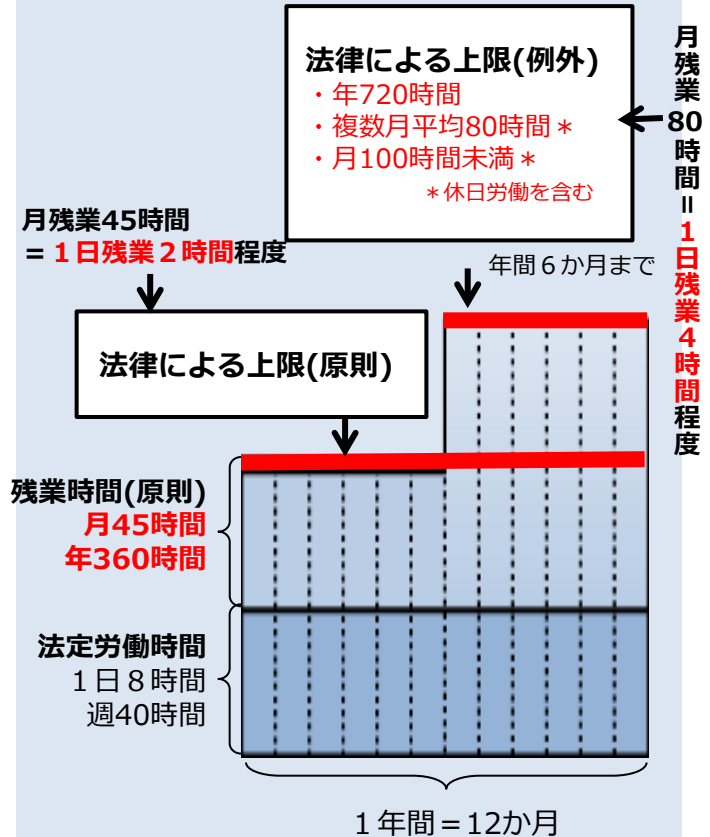 法律による上限(例外)
・年720時間
・複数月平均80時間＊
・月100時間未満＊
＊休日労働を含む
月残業80時間＝1日残業4時間程度
月残業45時間
＝１日残業２時間程度
年間６か月まで
法律による上限(原則)
残業時間(原則)
月45時間
年360時間
法定労働時間
１日８時間
週40時間
１年間＝12か月